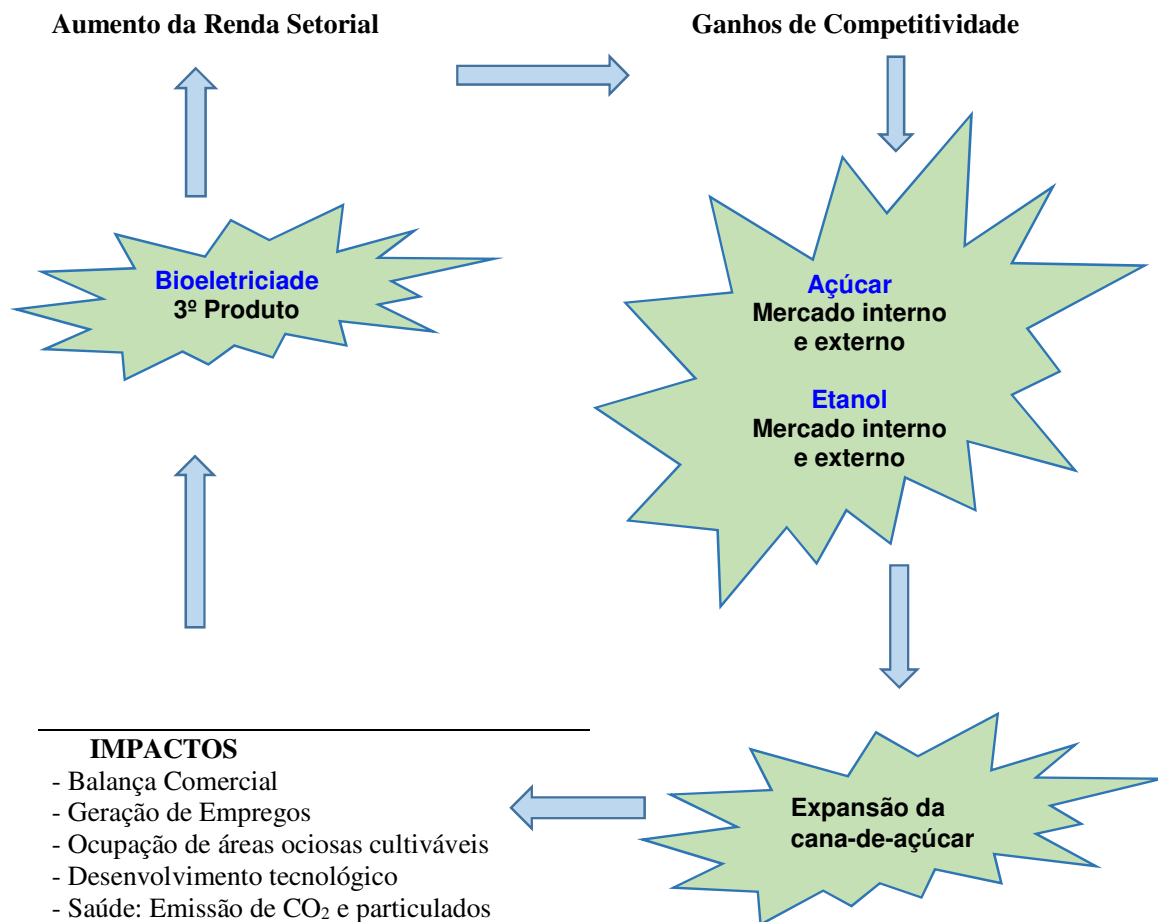 Aumento da Renda Setorial
Ganhos de Competitividade
Bioeletriciade
3º Produto
Açúcar
Mercado interno
e externo
Etanol
Mercado interno
e externo
IMPACTOS
- Balança Comercial
- Geração de Empregos
- Ocupação de áreas ociosas cultiváveis
- Desenvolvimento tecnológico
- Saúde: Emissão de CO₂ e particulados
Expansão da
cana-de-açúcar